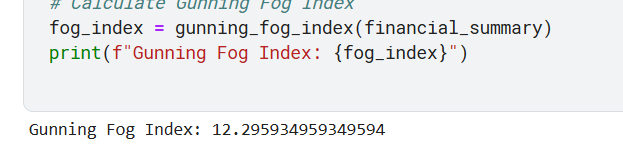 # Calculate Gunning Fog Index
fog_index = gunning_fog_index(financial_summary)
print(f"Gunning Fog Index: {fog_index}")
Gunning Fog Index: 12.295934959349594